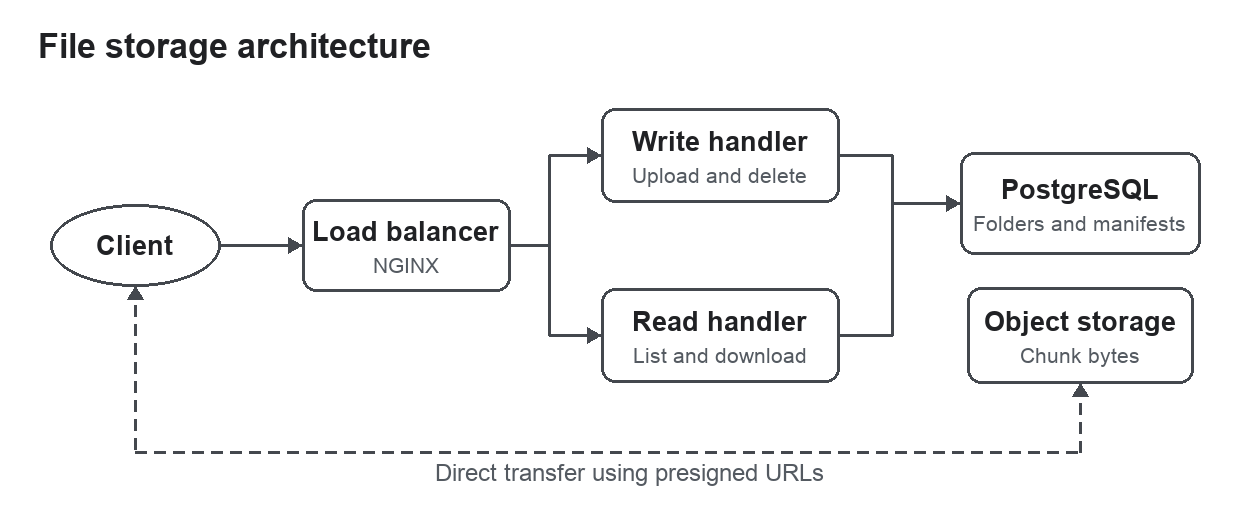 File storage architecture
Client
Load balancer
NGINX
Write handler
Upload and delete
Read handler
List and download
PostgreSQL
Folders and manifests
Object storage
Chunk bytes
Direct transfer using presigned URLs